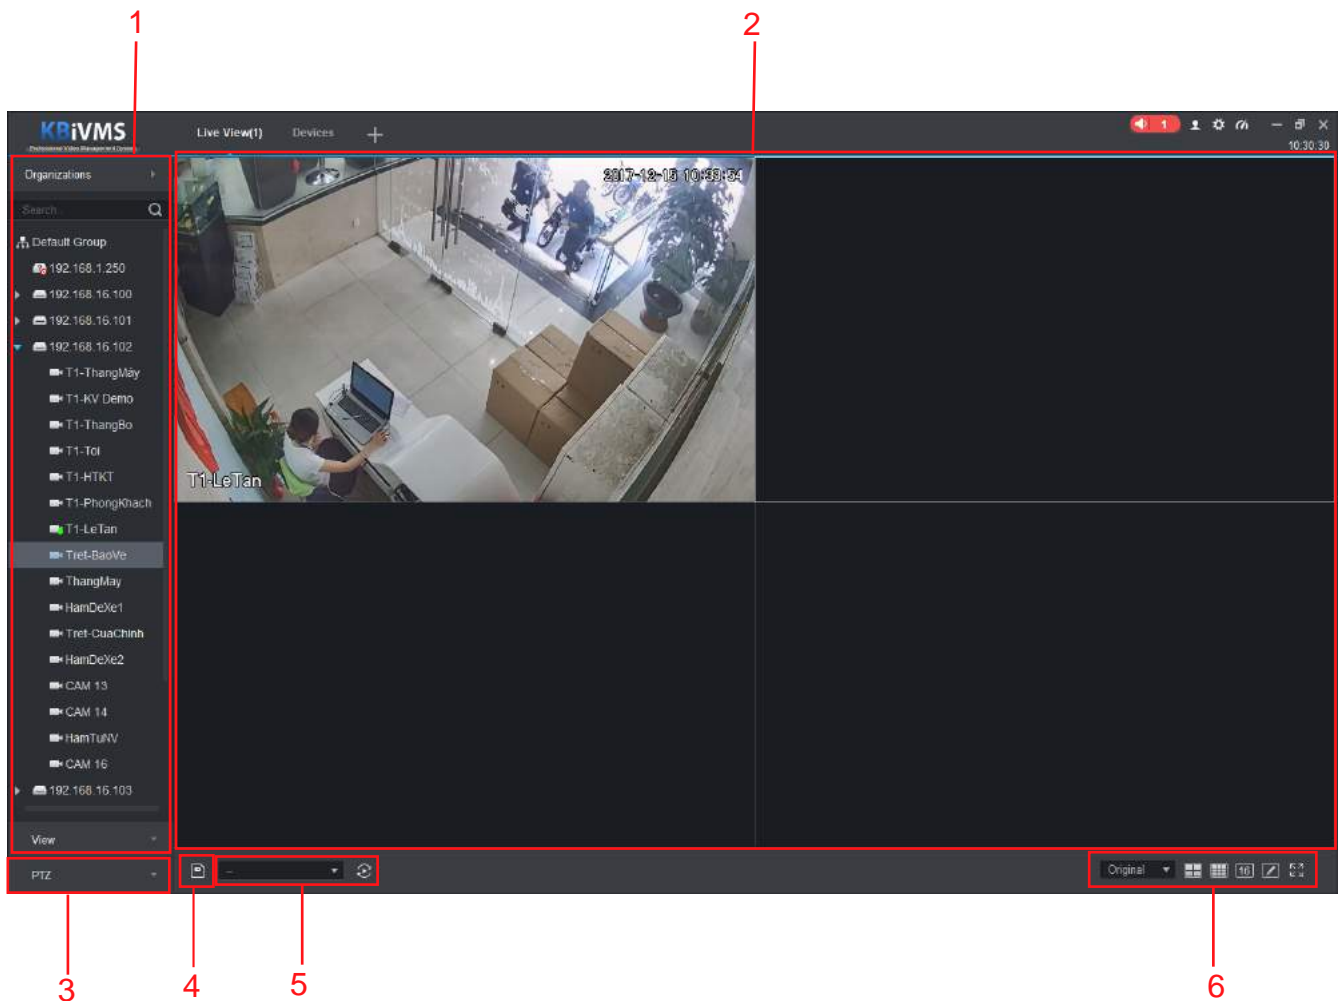 1
2
KBiVMS
Live View(1)
Devices
1
10:30:30
Organizations
Search...
Default Group
192.168.1.250
192.168.16.100
192.168.16.101
192.168.16.102
T1-ThangMáy
T1-KV Demo
T1-ThangBo
T1-Toi
T1-HTKT
T1-PhongKhach
T1-LeTan
Tret-BaoVe
ThangMay
HamDeXe1
Tret-CuaChinh
HamDeXe2
CAM 13
CAM 14
HamTuNV
CAM 16
192.168.16.103
View
PTZ
T1-LeTan
Original
16
3
4
5
6